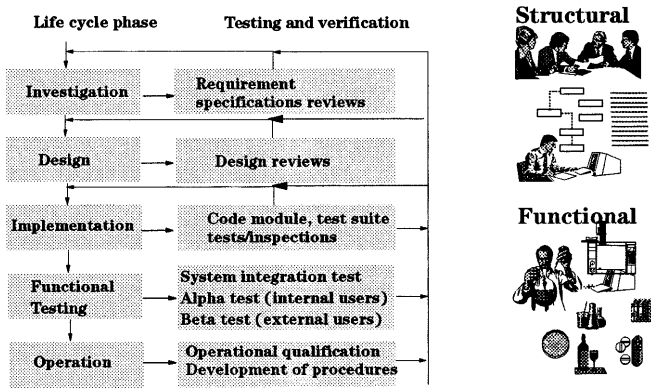 Life cycle phase
Testing and verification
Structural
Investigation
Requirement
specifications reviews
Design
Design reviews
Implementation
Code module, test suite
tests/inspections
Functional
Functional
Testing
System integration test
Alpha test (internal users)
Beta test (external users)
Operation
Operational qualification
Development of procedures